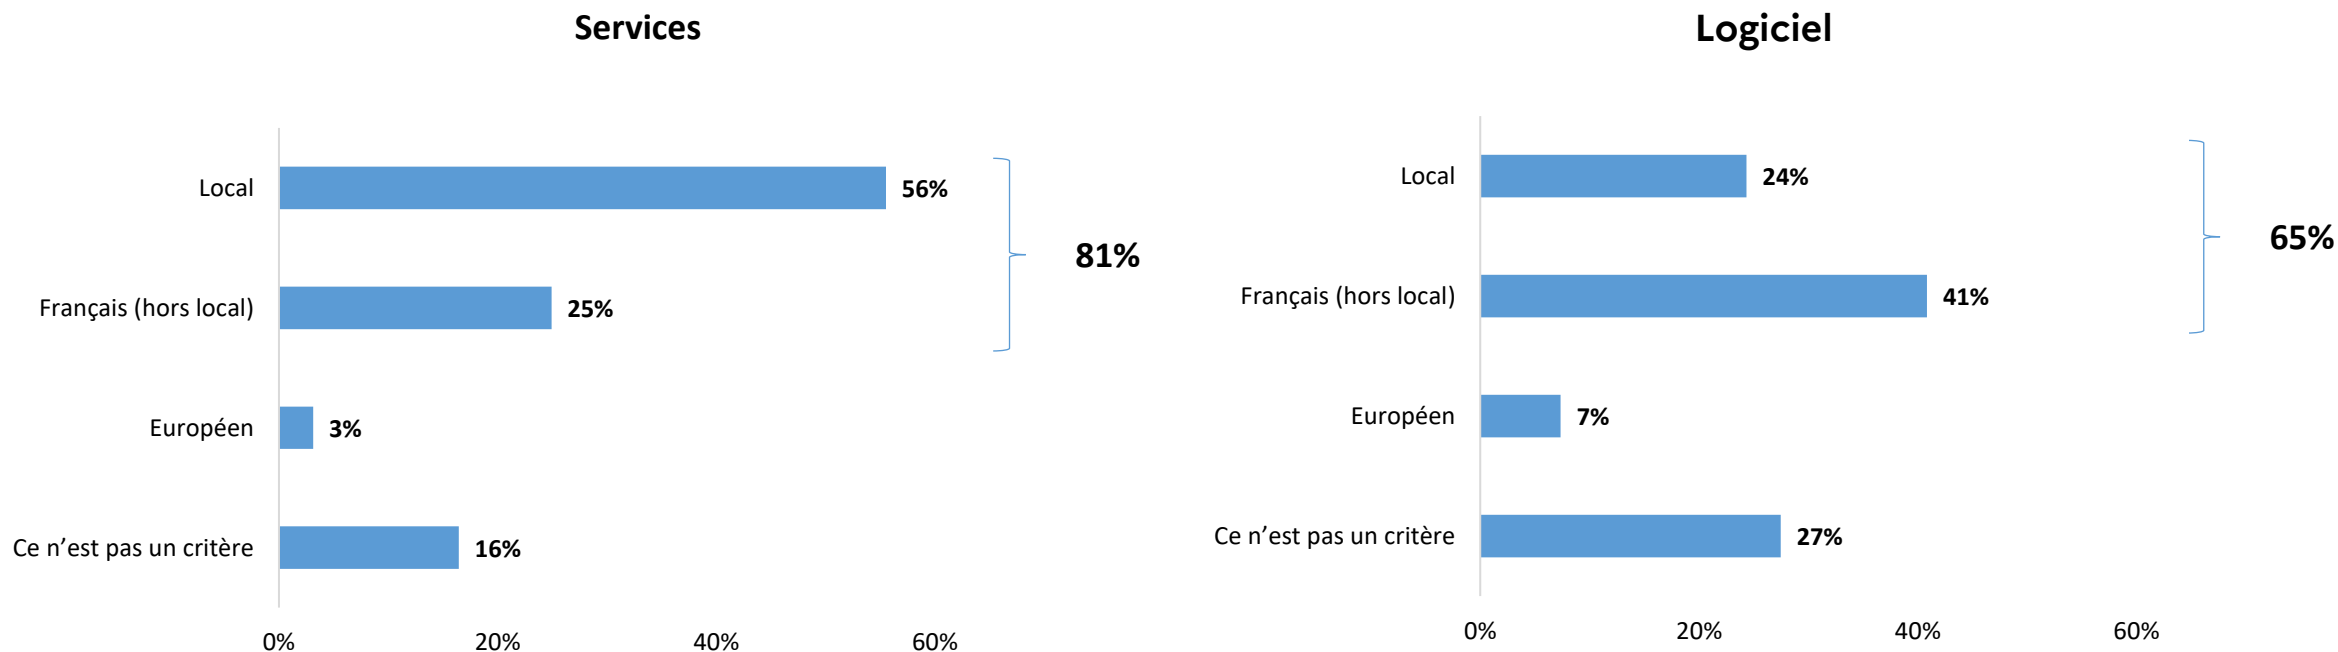 Services
Local
56%
81%
Français (hors local)
25%
Européen
3%
Ce n’est pas un critère
16%
0%
20%
40%
60%
Logiciel
Local
24%
65%
Français (hors local)
41%
Européen
7%
Ce n’est pas un critère
27%
0%
20%
40%
60%